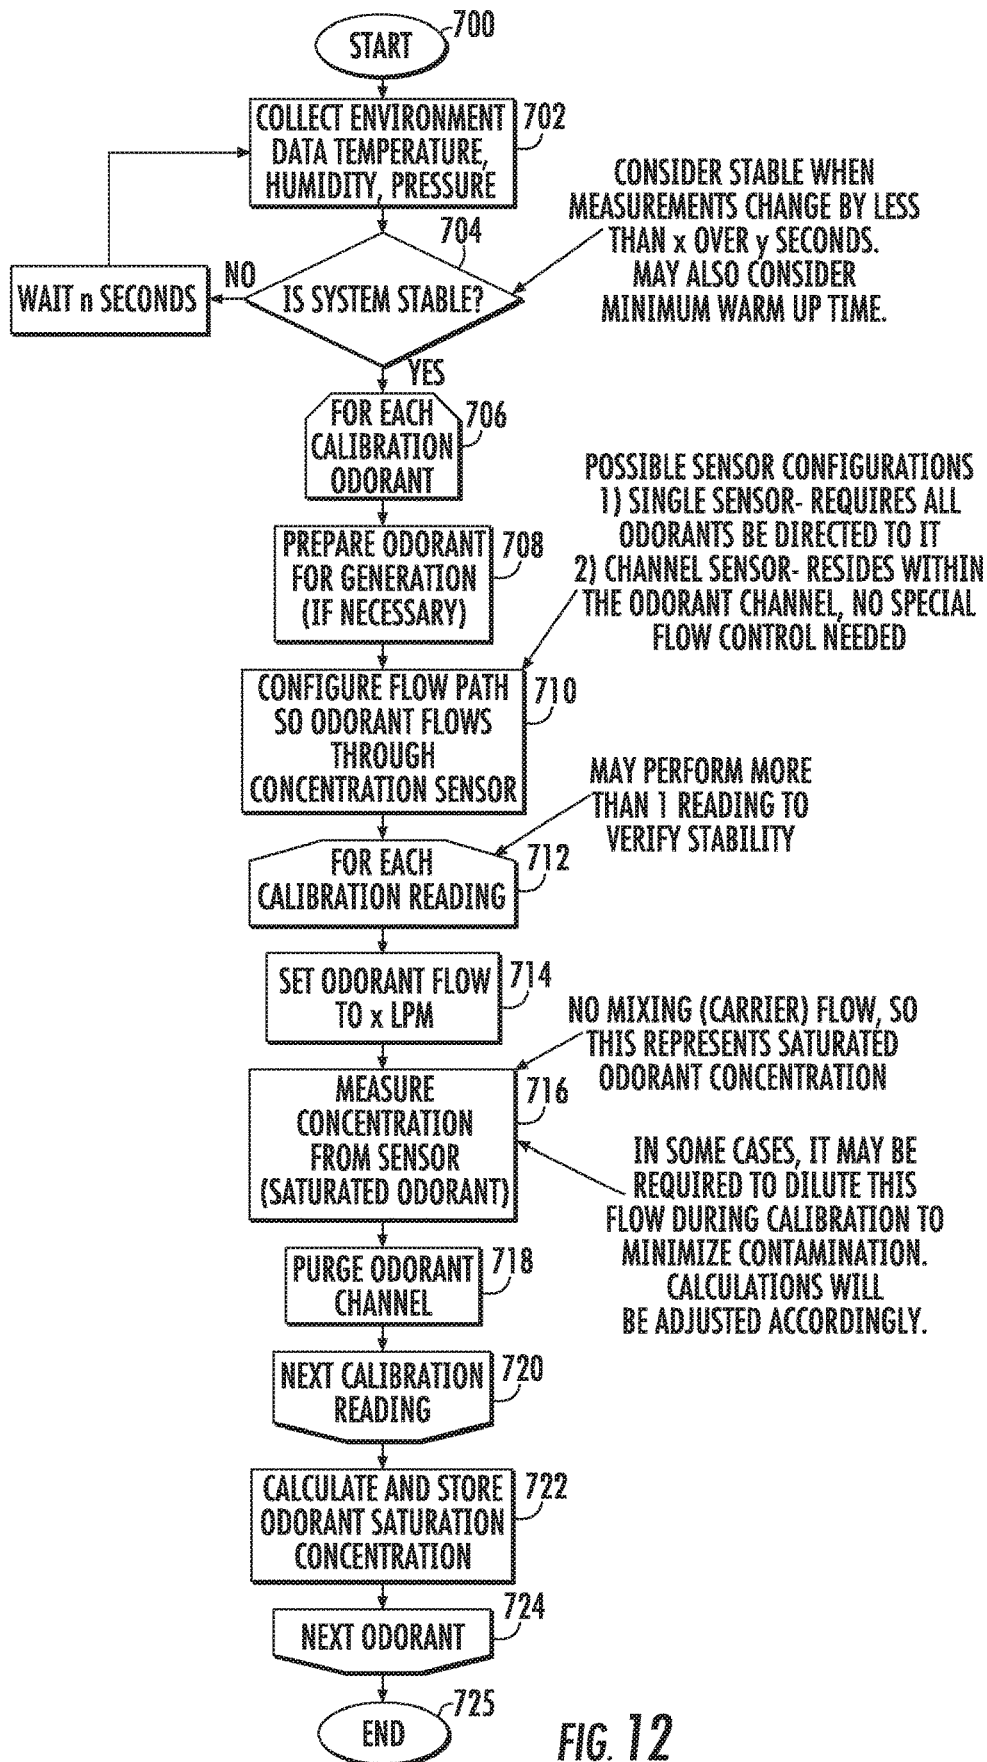 START
700
COLLECT ENVIRONMENT
DATA TEMPERATURE,
HUMIDITY, PRESSURE
702
CONSIDER STABLE WHEN
MEASUREMENTS CHANGE BY LESS
THAN x OVER y SECONDS.
MAY ALSO CONSIDER
MINIMUM WARM UP TIME.
704
IS SYSTEM STABLE?
NO
WAIT n SECONDS
YES
FOR EACH
CALIBRATION
ODORANT
706
PREPARE ODORANT
FOR GENERATION
(IF NECESSARY)
708
POSSIBLE SENSOR CONFIGURATIONS
1) SINGLE SENSOR- REQUIRES ALL
ODORANTS BE DIRECTED TO IT
2) CHANNEL SENSOR- RESIDES WITHIN
THE ODORANT CHANNEL, NO SPECIAL
FLOW CONTROL NEEDED
CONFIGURE FLOW PATH
SO ODORANT FLOWS
THROUGH
CONCENTRATION SENSOR
710
MAY PERFORM MORE
THAN 1 READING TO
VERIFY STABILITY
FOR EACH
CALIBRATION READING
712
SET ODORANT FLOW
TO x LPM
714
NO MIXING (CARRIER) FLOW, SO
THIS REPRESENTS SATURATED
ODORANT CONCENTRATION
MEASURE
CONCENTRATION
FROM SENSOR
(SATURATED ODORANT)
716
IN SOME CASES, IT MAY BE
REQUIRED TO DILUTE THIS
FLOW DURING CALIBRATION TO
MINIMIZE CONTAMINATION.
CALCULATIONS WILL
BE ADJUSTED ACCORDINGLY.
PURGE ODORANT
CHANNEL
718
NEXT CALIBRATION
READING
720
CALCULATE AND STORE
ODORANT SATURATION
CONCENTRATION
722
NEXT ODORANT
724
END
725
FIG. 12